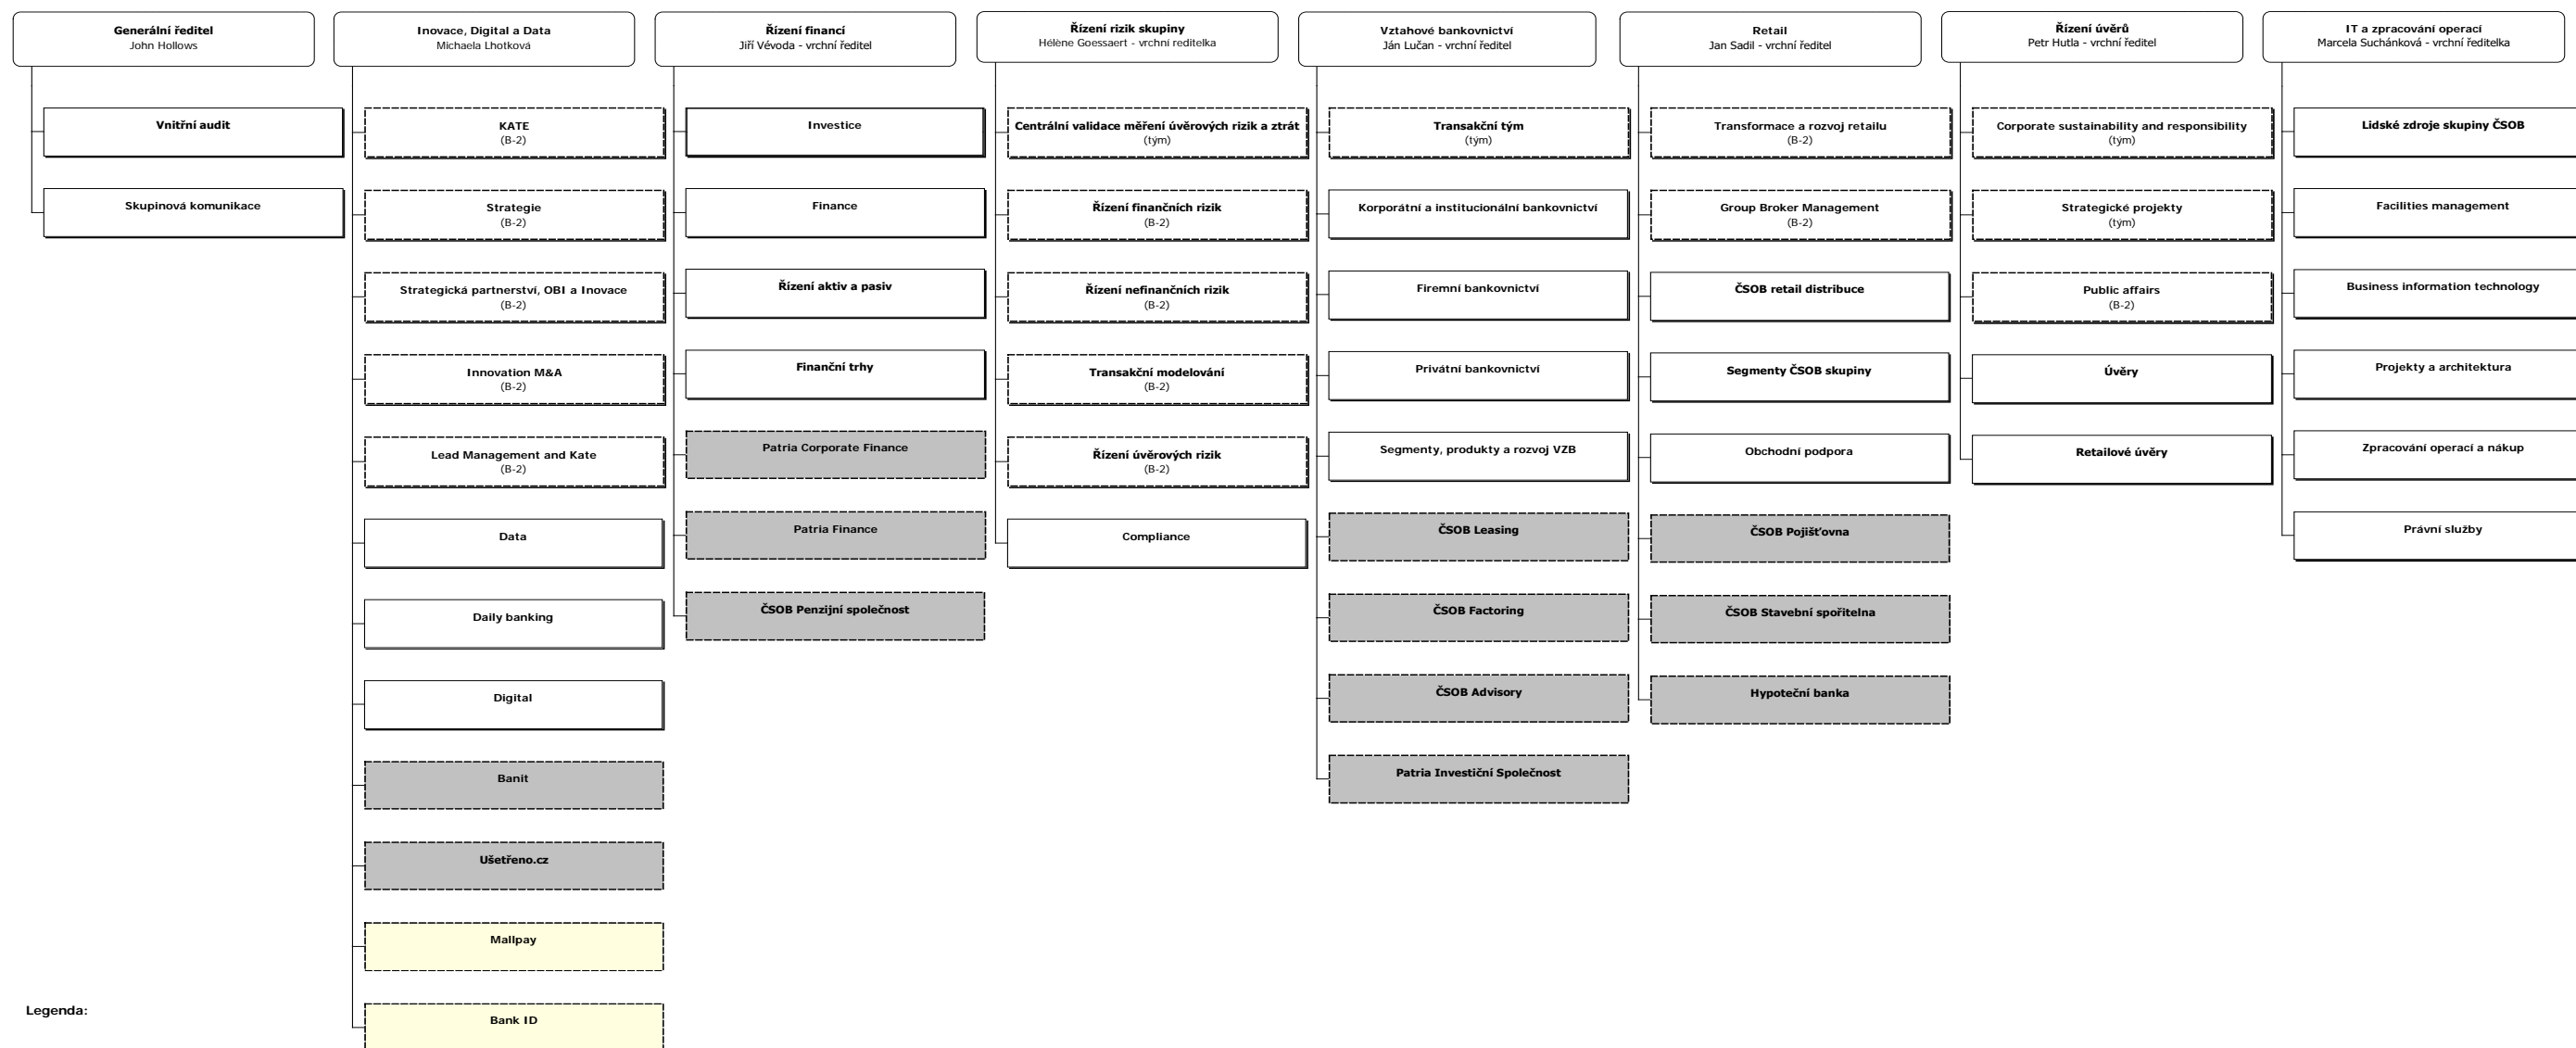 Generální ředitel
John Hollows
Vnitřní audit
Skupinová komunikace
Inovace, Digital a Data
Michaela Lhotková
KATE
(B-2)
Strategie
(B-2)
Strategická partnerství, OBI a Inovace
(B-2)
Innovation M&A
(B-2)
Lead Management and Kate
(B-2)
Data
Daily banking
Digital
Banit
Ušetřeno.cz
Mallpay
Bank ID
Řízení financí
Jiří Vévoda - vrchní ředitel
Investice
Finance
Řízení aktiv a pasiv
Finanční trhy
Patria Corporate Finance
Patria Finance
ČSOB Penzijní společnost
Řízení rizik skupiny
Hélène Goessaert - vrchní reditelka
Centrální validace měření úvěrových rizik a ztrát
(tým)
Řízení finančních rizik
(B-2)
Řízení nefinančních rizik
(B-2)
Transakční modelování
(B-2)
Řízení úvěrových rizik
(B-2)
Compliance
Vztahové bankovnictví
Ján Lučan - vrchní ředitel
Transakční tým
(tým)
Korporátní a institucionální bankovnictví
Firemní bankovnictví
Privátní bankovnictví
Segmenty, produkty a rozvoj VZB
ČSOB Leasing
ČSOB Factoring
ČSOB Advisory
Patria Investiční Společnost
Retail
Jan Sadil - vrchní ředitel
Transformace a rozvoj retailu
(B-2)
Group Broker Management
(B-2)
ČSOB retail distribuce
Segmenty ČSOB skupiny
Obchodní podpora
ČSOB Pojišťovna
ČSOB Stavební spořitelna
Hypoteční banka
Řízení úvěrů
Petr Hutla - vrchní ředitel
Corporate sustainability and responsibility
(tým)
Strategické projekty
(tým)
Public affairs
(B-2)
Úvěry
Retailové úvěry
IT a zpracování operací
Marcela Suchánková - vrchní ředitelka
Lidské zdroje skupiny ČSOB
Facilities management
Business information technology
Projekty a architektura
Zpracování operací a nákup
Právní služby
Legenda: